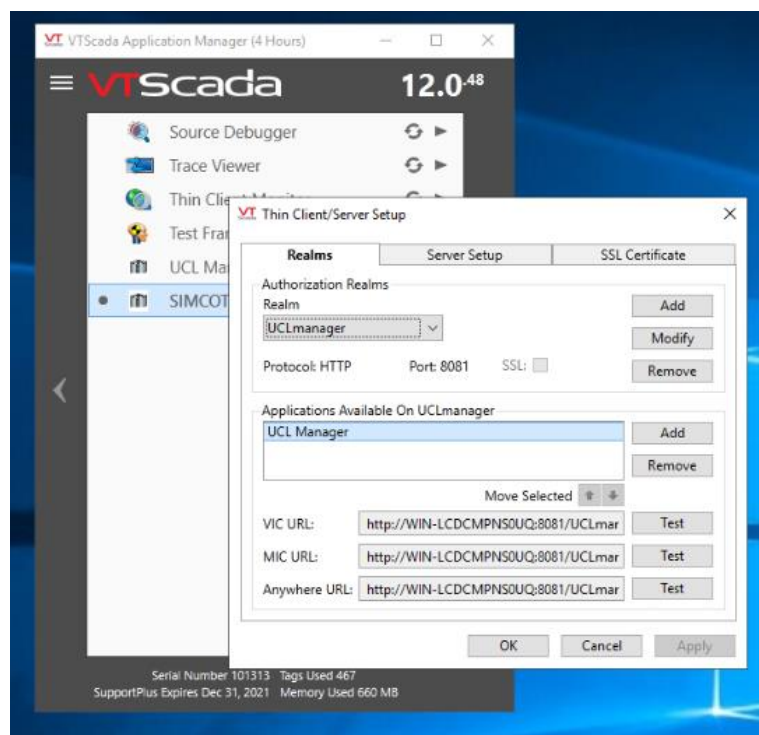 VT VTScada Application Manager (4 Hours)
VTScada 12.0.48
Source Debugger
Trace Viewer
Thin Client Monitor
Test Fra
UCL Ma
SIMCOT
VT Thin Client/Server Setup
Realms Server Setup SSL Certificate
Authorization Realms
Realm
Add
UCLmanager
Modify
Protocol: HTTP Port: 8081 SSL:
Remove
Applications Available On UCLmanager
UCL Manager
Add
Remove
Move Selected
VIC URL: http://WIN-LCDCMPNS0UQ:8081/UCLmar Test
MIC URL: http://WIN-LCDCMPNS0UQ:8081/UCLmar Test
Anywhere URL: http://WIN-LCDCMPNS0UQ:8081/UCLmar Test
OK Cancel Apply
Serial Number 101313 Tags Used 467
SupportPlus Expires Dec 31, 2021 Memory Used 660 MB